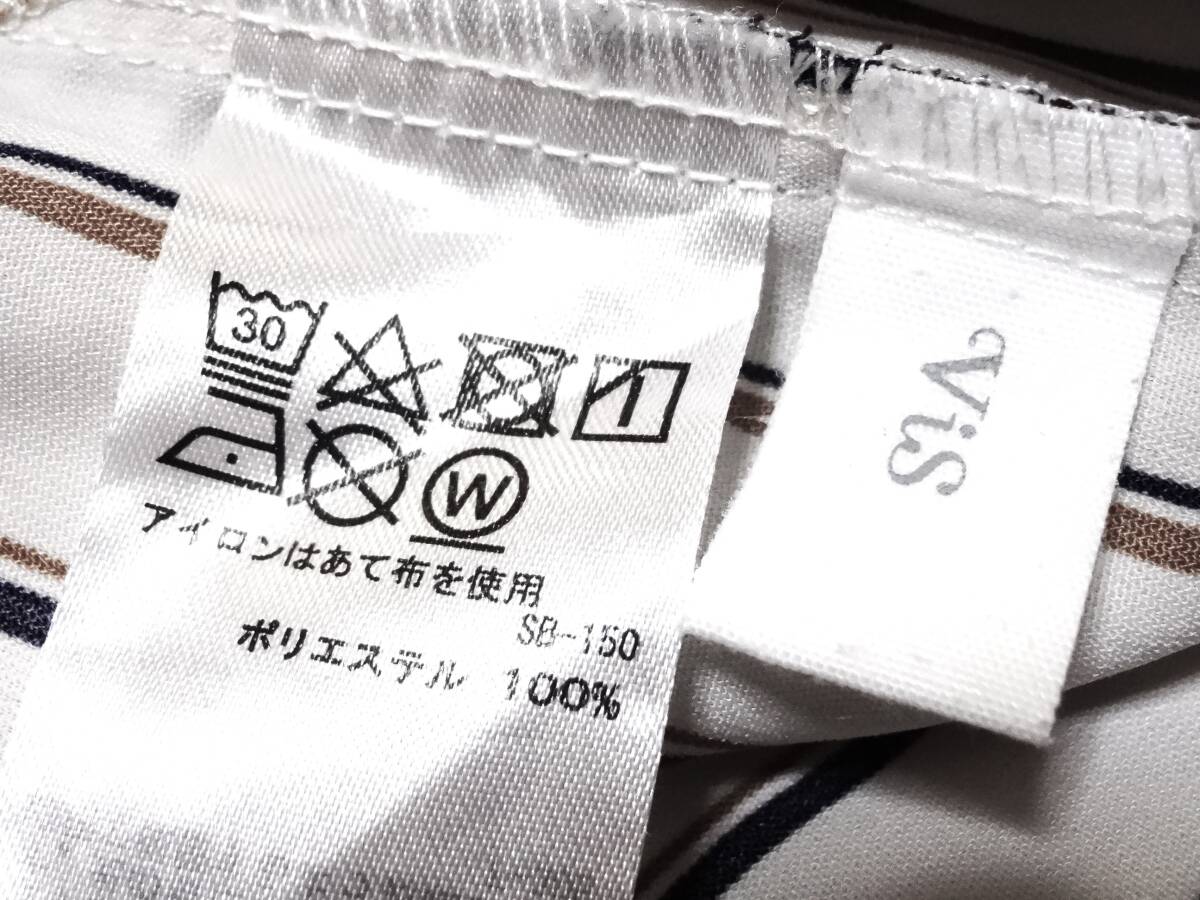 30
W
アイロンはあて布を使用
SB-150
ポリエステル 100%
ViS